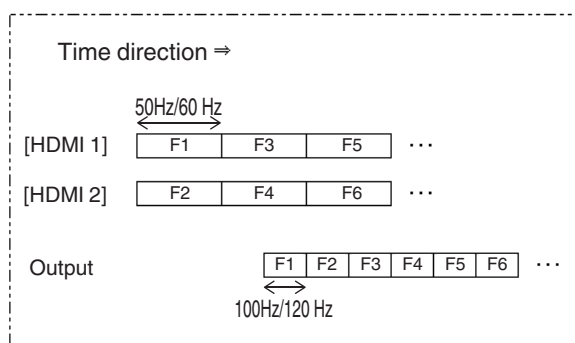 Time direction ⇒
50Hz/60 Hz
[HDMI 1] F1 F3 F5 ···
[HDMI 2] F2 F4 F6 ···
Output F1 F2 F3 F4 F5 F6 ···
100Hz/120 Hz